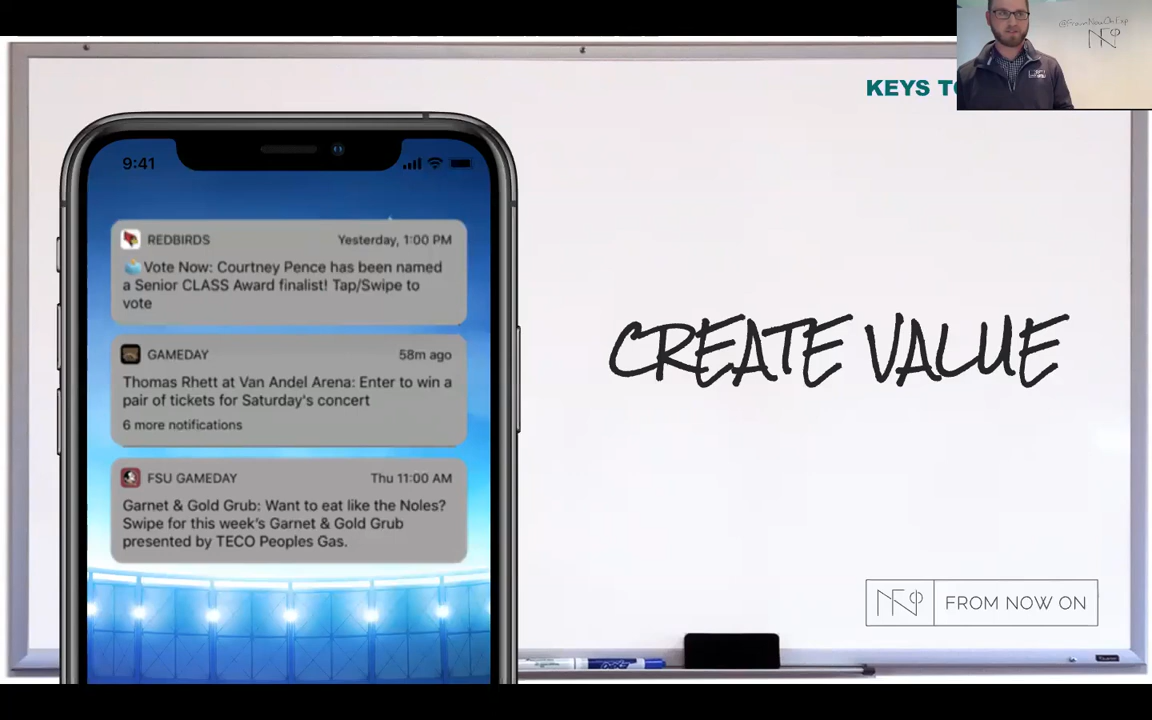 @FromNowOnExp
KEYS TO
9:41
REDBIRDS Yesterday, 1:00 PM
🗳️Vote Now: Courtney Pence has been named
a Senior CLASS Award finalist! Tap/Swipe to
vote
GAMEDAY 58m ago
Thomas Rhett at Van Andel Arena: Enter to win a
pair of tickets for Saturday's concert
6 more notifications
FSU GAMEDAY Thu 11:00 AM
Garnet & Gold Grub: Want to eat like the Noles?
Swipe for this week's Garnet & Gold Grub
presented by TECO Peoples Gas.
CREATE VALUE
FROM NOW ON